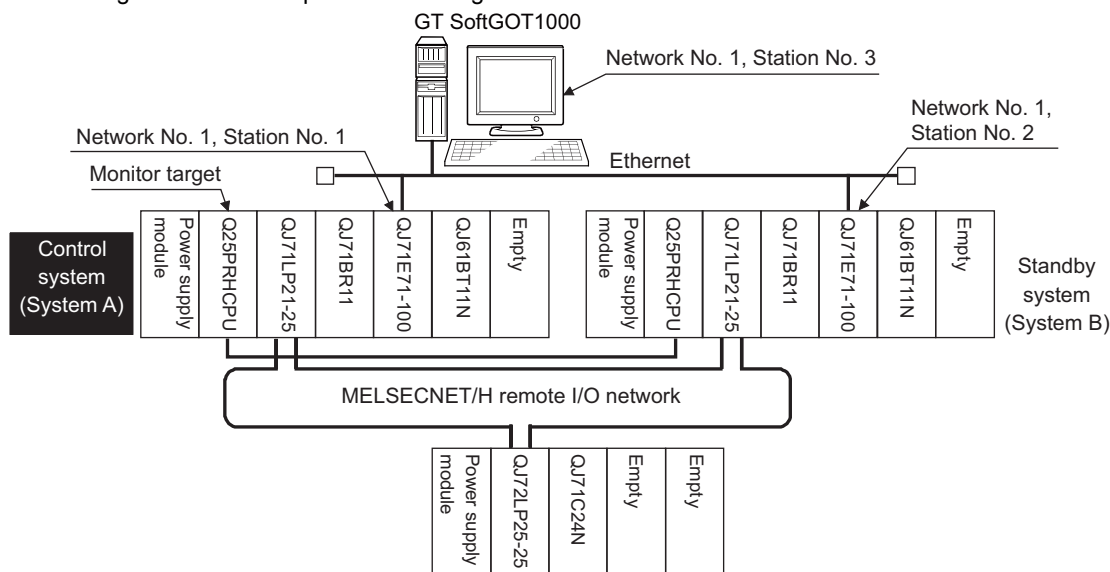 GT SoftGOT1000
Network No. 1, Station No. 3
Network No. 1,
Station No. 2
Network No. 1, Station No. 1
Ethernet
Monitor target
Control
system
(System A)
Power supply
module
Q25PRHCPU
QJ71LP21-25
QJ71BR11
QJ71E71-100
QJ61BT11N
Empty
Power supply
module
Q25PRHCPU
QJ71LP21-25
QJ71BR11
QJ71E71-100
QJ61BT11N
Empty
Standby
system
(System B)
MELSECNET/H remote I/O network
Power supply
module
QJ72LP25-25
QJ71C24N
Empty
Empty